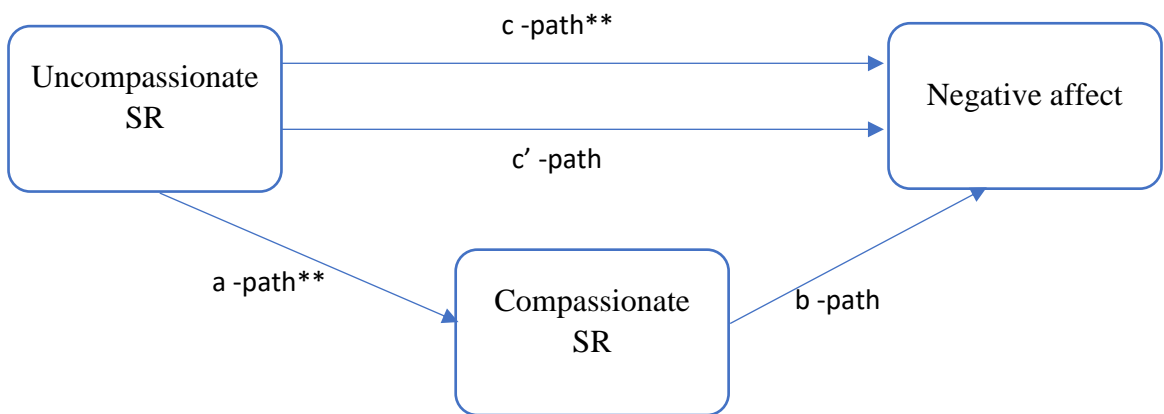 c -path**
Uncompassionate
SR
Negative affect
c’ -path
a -path**
Compassionate
SR
b -path